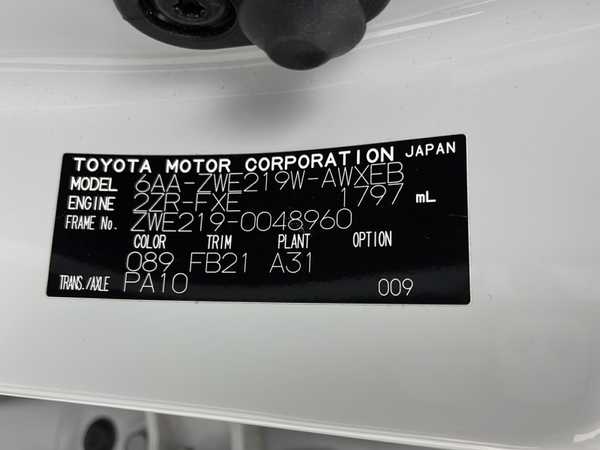 TOYOTA MOTOR CORPORATION JAPAN
MODEL 6AA-ZWE219W-AWXEB
ENGINE 2ZR-FXE 1797 mL
FRAME No. ZWE219-0048960
COLOR TRIM PLANT OPTION
089 FB21 A31
TRANS./AXLE PA10 009